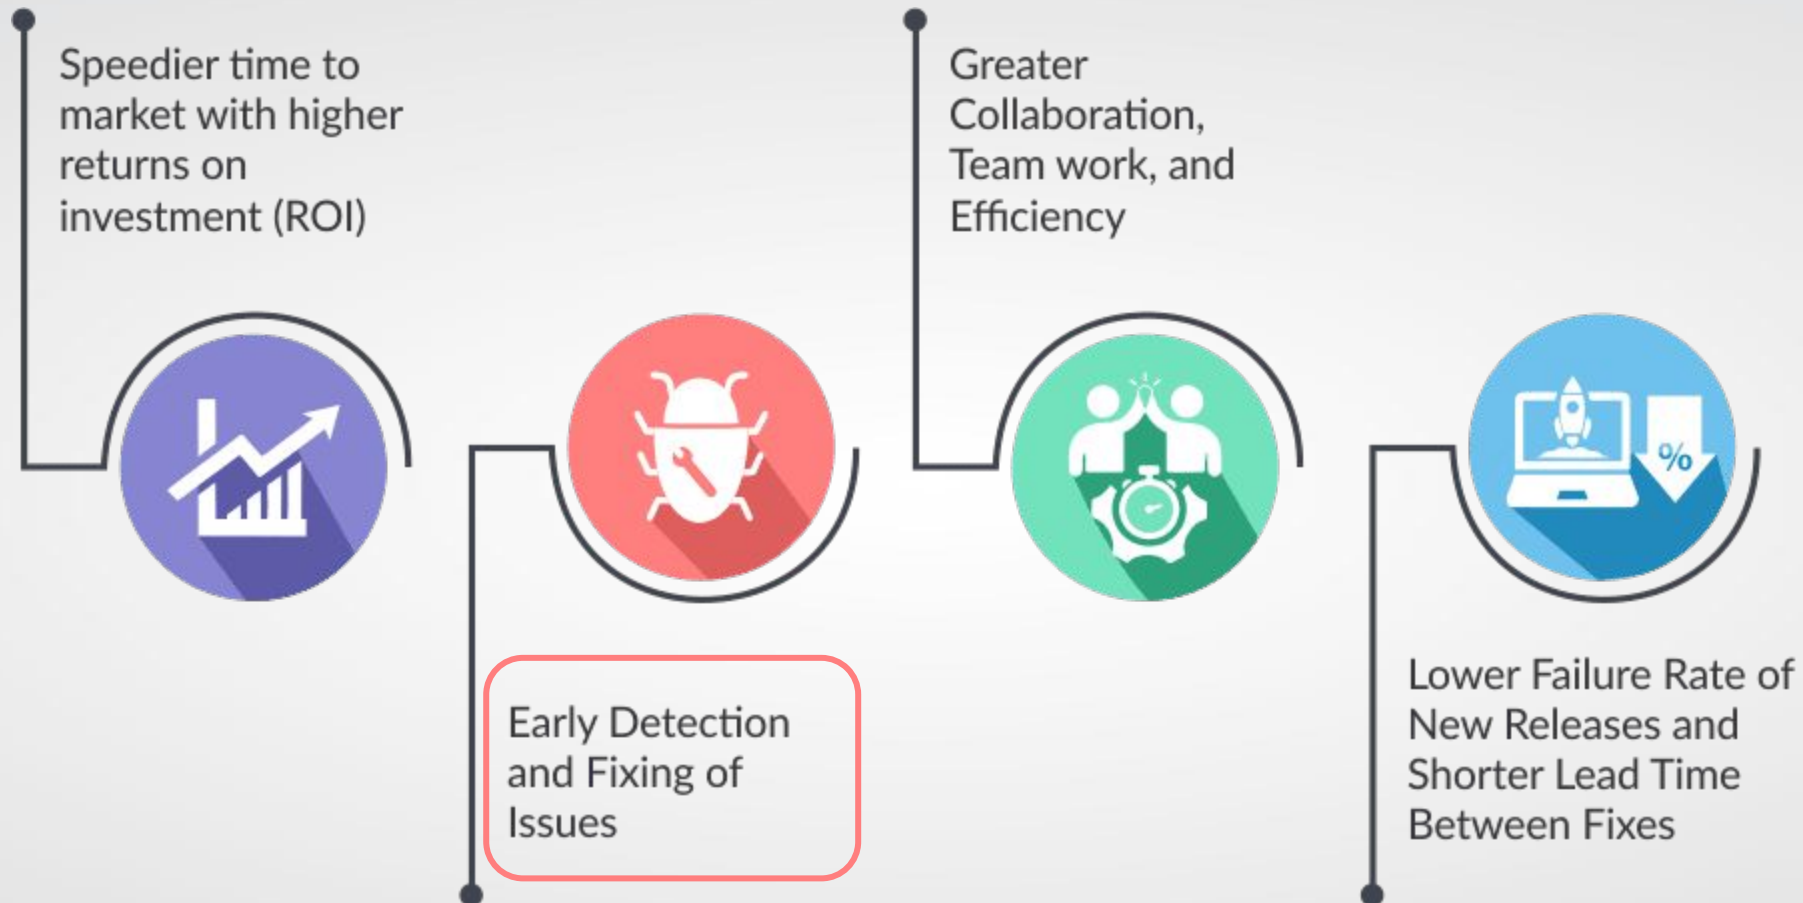 Speedier time to
market with higher
returns on
investment (ROI)
Early Detection
and Fixing of
Issues
Greater
Collaboration,
Team work, and
Efficiency
%
Lower Failure Rate of
New Releases and
Shorter Lead Time
Between Fixes